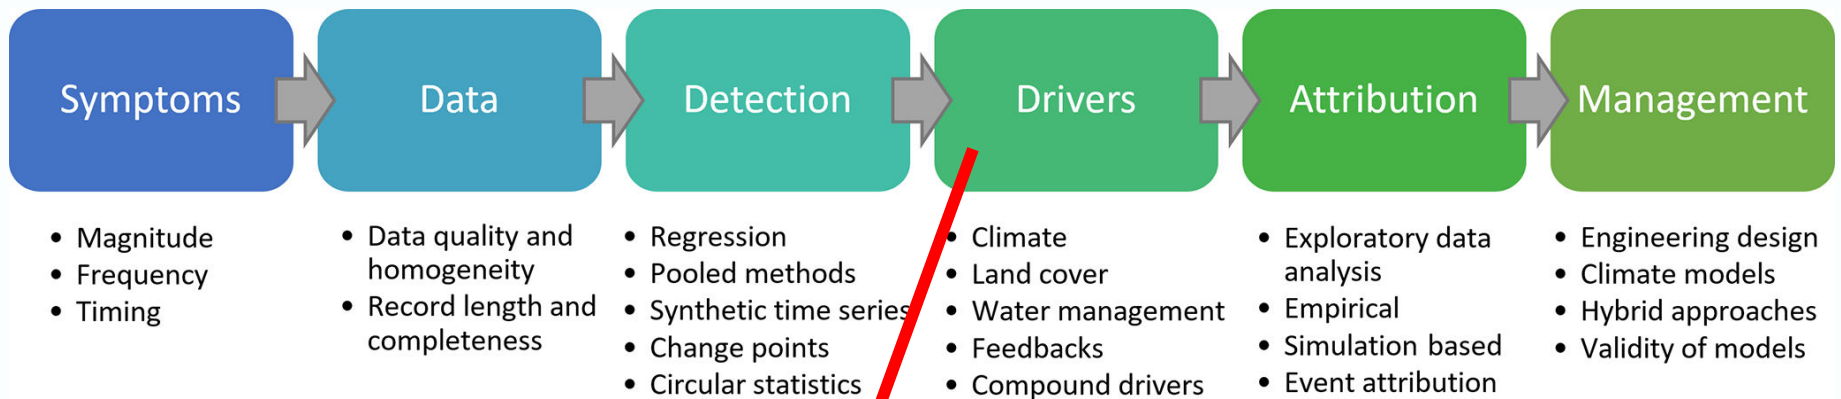 Symptoms
Data
Detection
Drivers
Attribution
Management
• Magnitude
• Frequency
• Timing
• Data quality and
homogeneity
• Record length and
completeness
• Regression
• Pooled methods
• Synthetic time series
• Change points
• Circular statistics
• Climate
• Land cover
• Water management
• Feedbacks
• Compound drivers
• Exploratory data
analysis
• Empirical
• Simulation based
• Event attribution
• Engineering design
• Climate models
• Hybrid approaches
• Validity of models